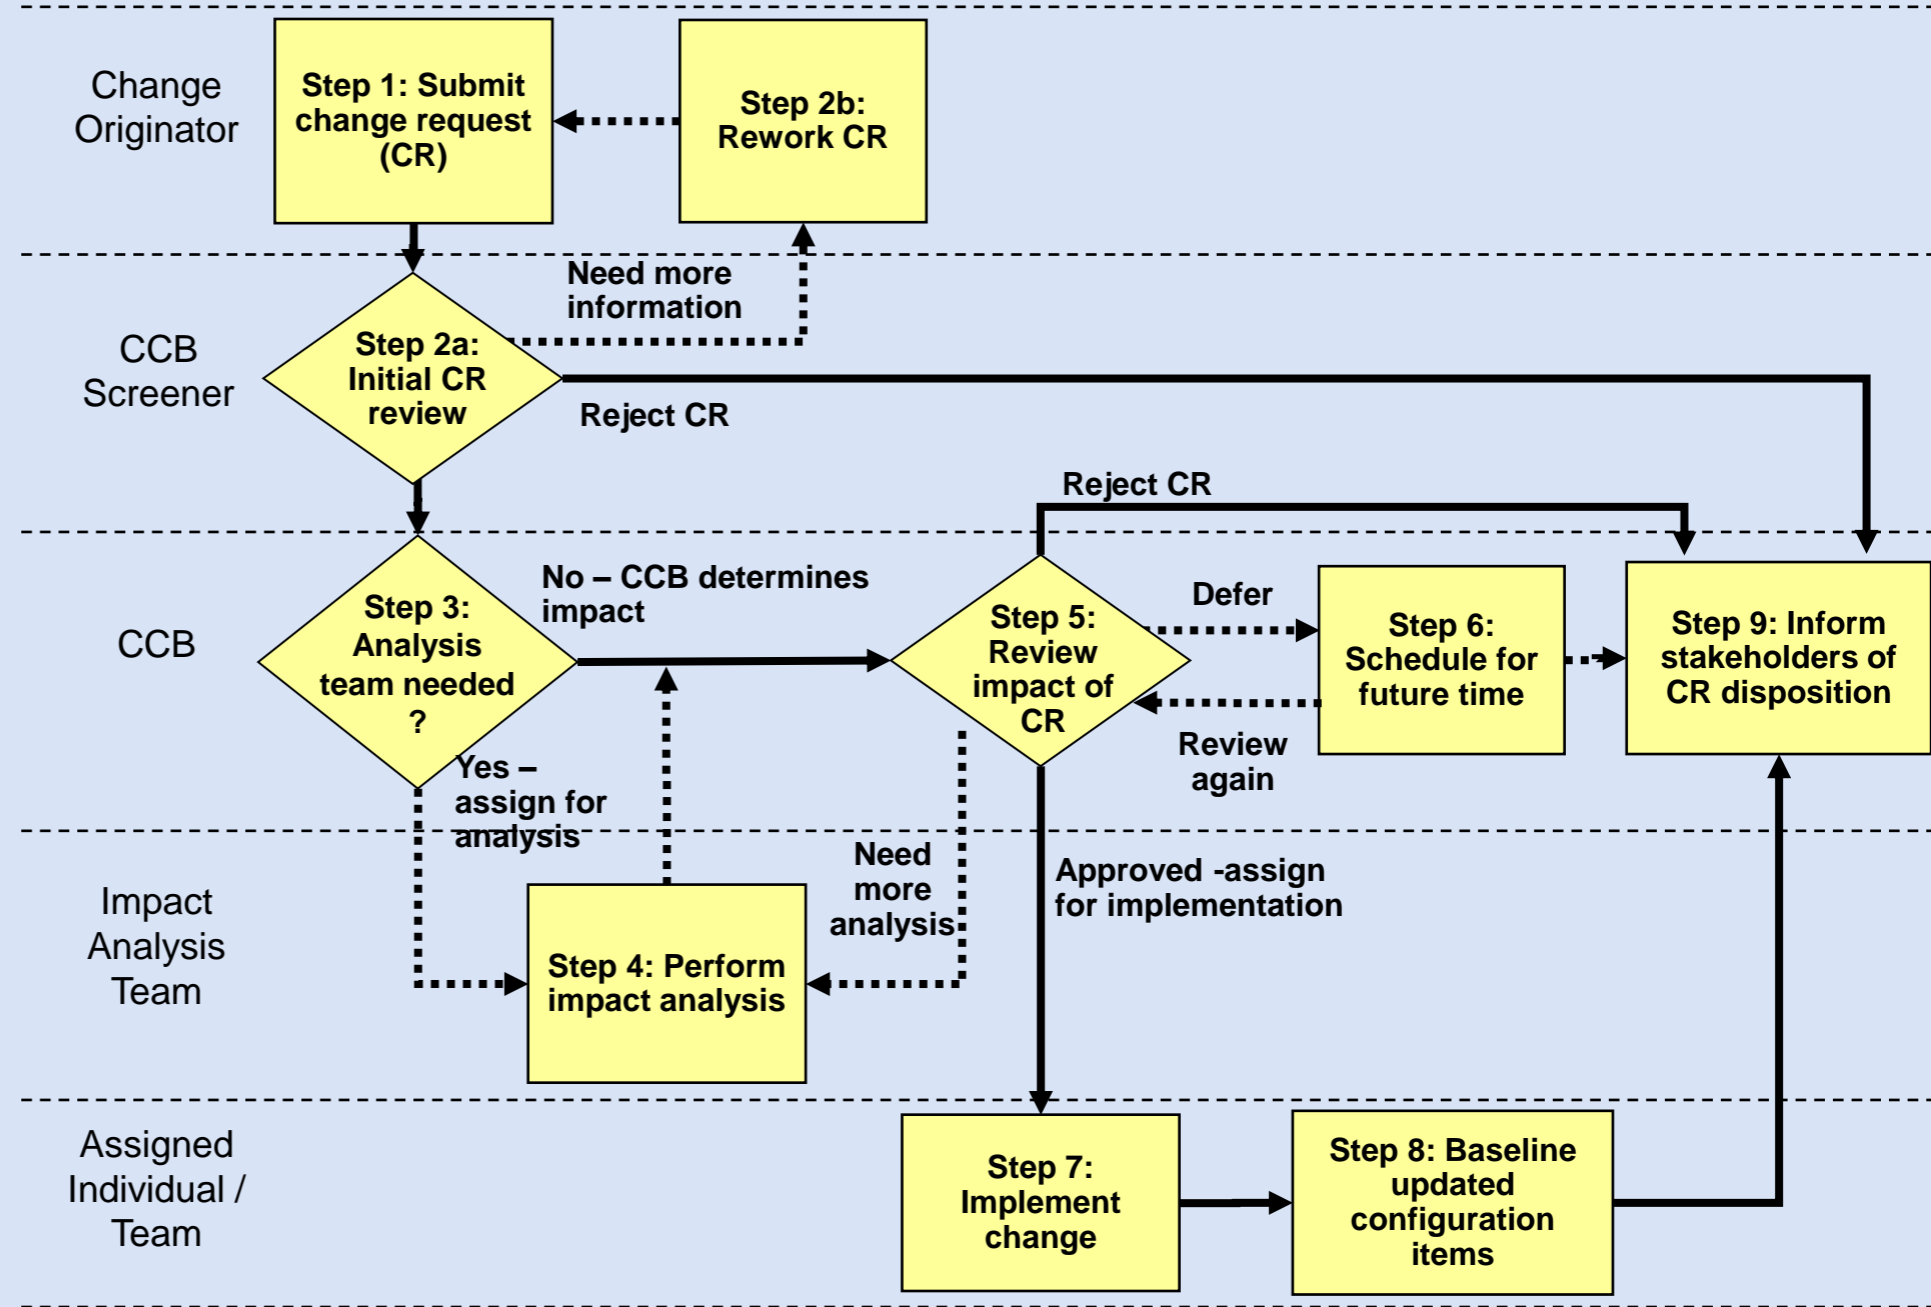 Change
Originator
Step 1: Submit
change request
(CR)
Step 2b:
Rework CR
Need more
information
CCB
Screener
Step 2a:
Initial CR
review
Reject CR
Reject CR
CCB
Step 3:
Analysis
team needed
?
No – CCB determines
impact
Step 5:
Review
impact of
CR
Defer
Review
again
Step 6:
Schedule for
future time
Step 9: Inform
stakeholders of
CR disposition
Yes –
assign for
analysis
Impact
Analysis
Team
Step 4: Perform
impact analysis
Need
more
analysis
Approved -assign
for implementation
Assigned
Individual /
Team
Step 7:
Implement
change
Step 8: Baseline
updated
configuration
items